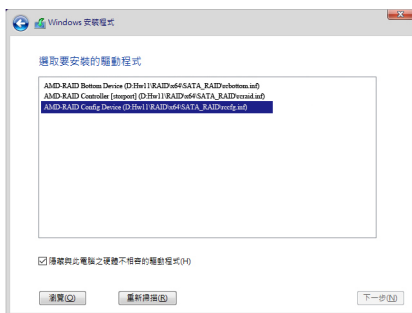 Windows 安裝程式
選取要安裝的驅動程式
AMD-RAID Bottom Device (D:\Hw11\RAID\x64\SATA_RAID\rcbottom.inf)
AMD-RAID Controller [storport] (D:\Hw11\RAID\x64\SATA_RAID\rcraid.inf)
AMD-RAID Config Device (D:\Hw11\RAID\x64\SATA_RAID\rccfg.inf)
隱藏與此電腦之硬體不相容的驅動程式(H)
瀏覽(O) 重新掃描(R) 下一步(N)